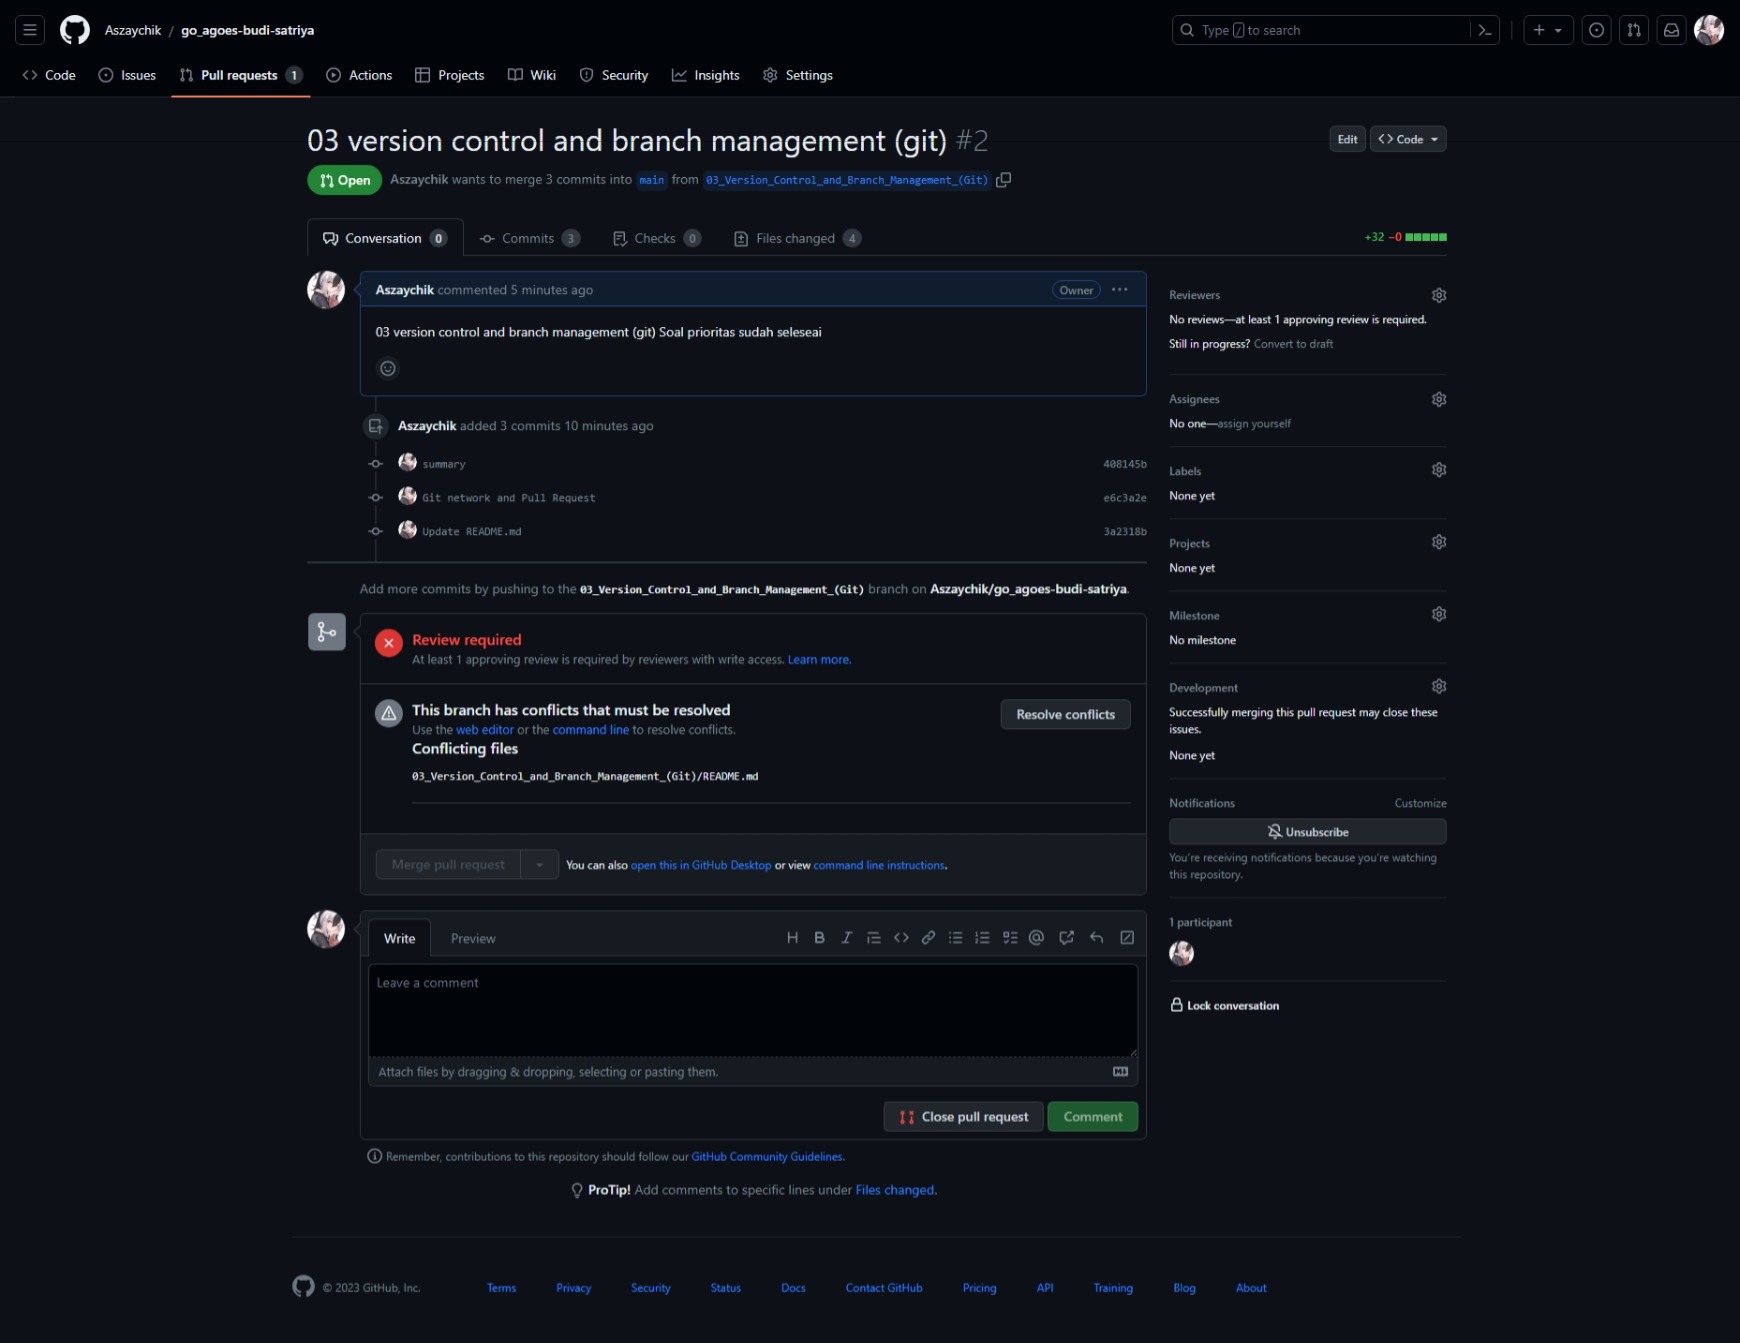 Aszaychik / go_agoes-budi-satriya
Type / to search
Code
Issues
Pull requests 1
Actions
Projects
Wiki
Security
Insights
Settings
03 version control and branch management (git) #2
Edit
Code
Open
Aszaychik wants to merge 3 commits into main from 03_Version_Control_and_Branch_Management_(Git)
Conversation 0
Commits 3
Checks 0
Files changed 4
+32 −0
Aszaychik commented 5 minutes ago
Owner
03 version control and branch management (git) Soal prioritas sudah seleseai
Aszaychik added 3 commits 10 minutes ago
summary 408145b
Git network and Pull Request e6c3a2e
Update README.md 3a2318b
Add more commits by pushing to the 03_Version_Control_and_Branch_Management_(Git) branch on Aszaychik/go_agoes-budi-satriya.
Review required
At least 1 approving review is required by reviewers with write access. Learn more.
This branch has conflicts that must be resolved
Use the web editor or the command line to resolve conflicts.
Resolve conflicts
Conflicting files
03_Version_Control_and_Branch_Management_(Git)/README.md
Merge pull request
You can also open this in GitHub Desktop or view command line instructions.
Write
Preview
Leave a comment
Attach files by dragging & dropping, selecting or pasting them.
Close pull request
Comment
Remember, contributions to this repository should follow our GitHub Community Guidelines.
ProTip! Add comments to specific lines under Files changed.
Reviewers
No reviews—at least 1 approving review is required.
Still in progress? Convert to draft
Assignees
No one—assign yourself
Labels
None yet
Projects
None yet
Milestone
No milestone
Development
Successfully merging this pull request may close these
issues.
None yet
Notifications
Customize
Unsubscribe
You're receiving notifications because you're watching
this repository.
1 participant
Lock conversation
© 2023 GitHub, Inc.
Terms
Privacy
Security
Status
Docs
Contact GitHub
Pricing
API
Training
Blog
About